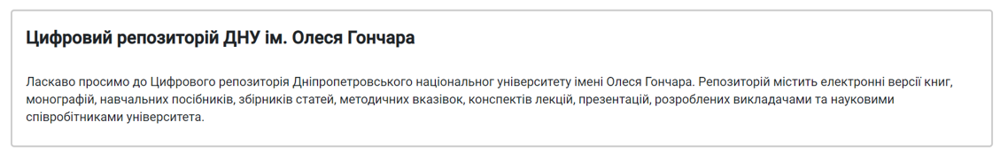 Цифровий репозиторій ДНУ ім. Олеся Гончара
Ласкаво просимо до Цифрового репозиторія Дніпропетровського національног університету імені Олеся Гончара. Репозиторій містить електронні версії книг,
монографій, навчальних посібників, збірників статей, методичних вказівок, конспектів лекцій, презентацій, розроблених викладачами та науковими
співробітниками університета.